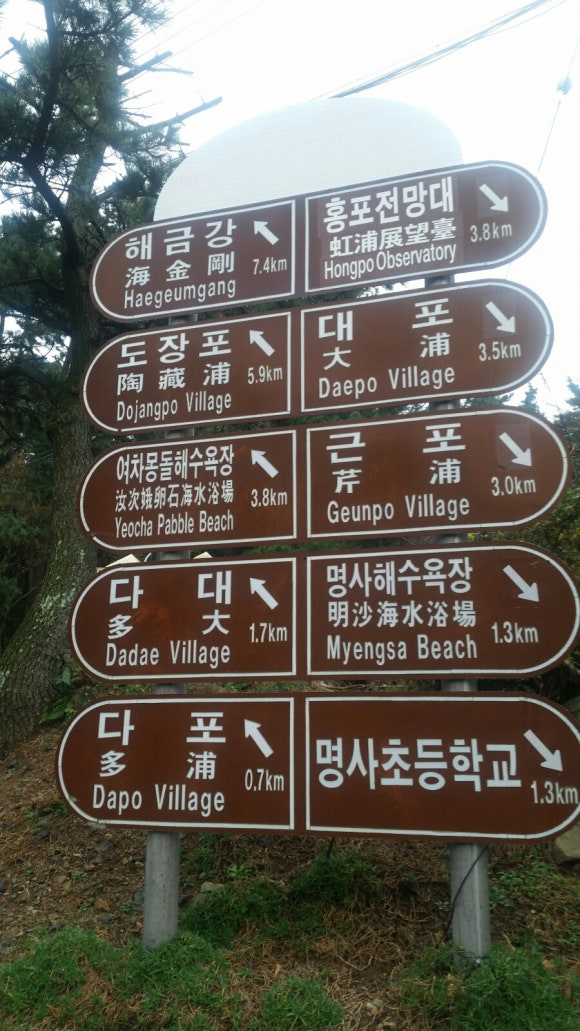 해금강
海金剛 7.4km
Haegeumgang
홍포전망대
虹浦展望臺 3.8km
Hongpo Observatory
도장포
陶藏浦 5.9km
Dojangpo Village
대포
大浦 3.5km
Daepo Village
여차몽돌해수욕장
汝次娥卵石海水浴場 3.8km
Yeocha Pabble Beach
근포
芹浦 3.0km
Geunpo Village
다대
多大 1.7km
Dadae Village
명사해수욕장
明沙海水浴場 1.3km
Myengsa Beach
다포
多浦 0.7km
Dapo Village
명사초등학교 1.3km